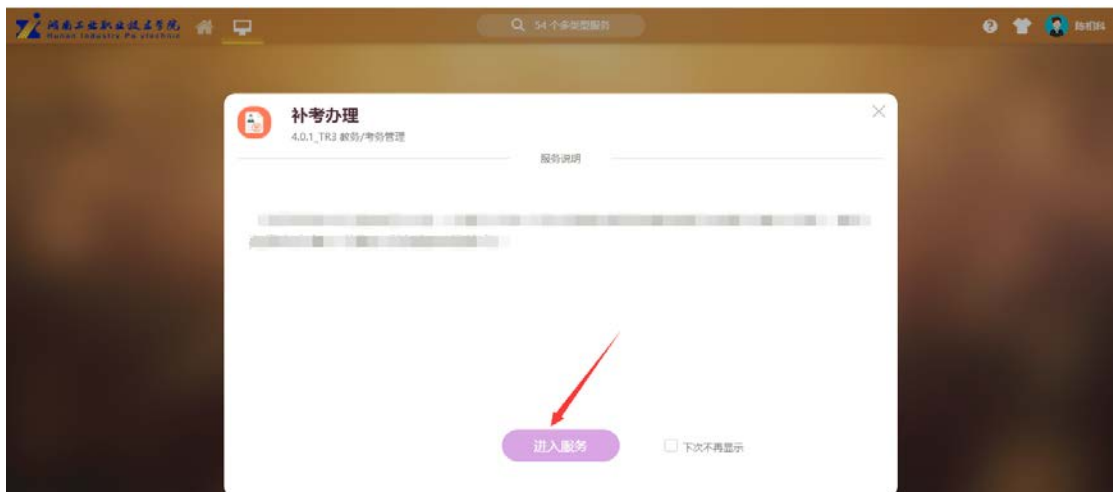 湖南工业职业技术学院
Hunan Industry Polytechnic
54 个多类型服务
补考办理
4.0.1_TR3 教务/考务管理
服务说明
进入服务
下次不再显示